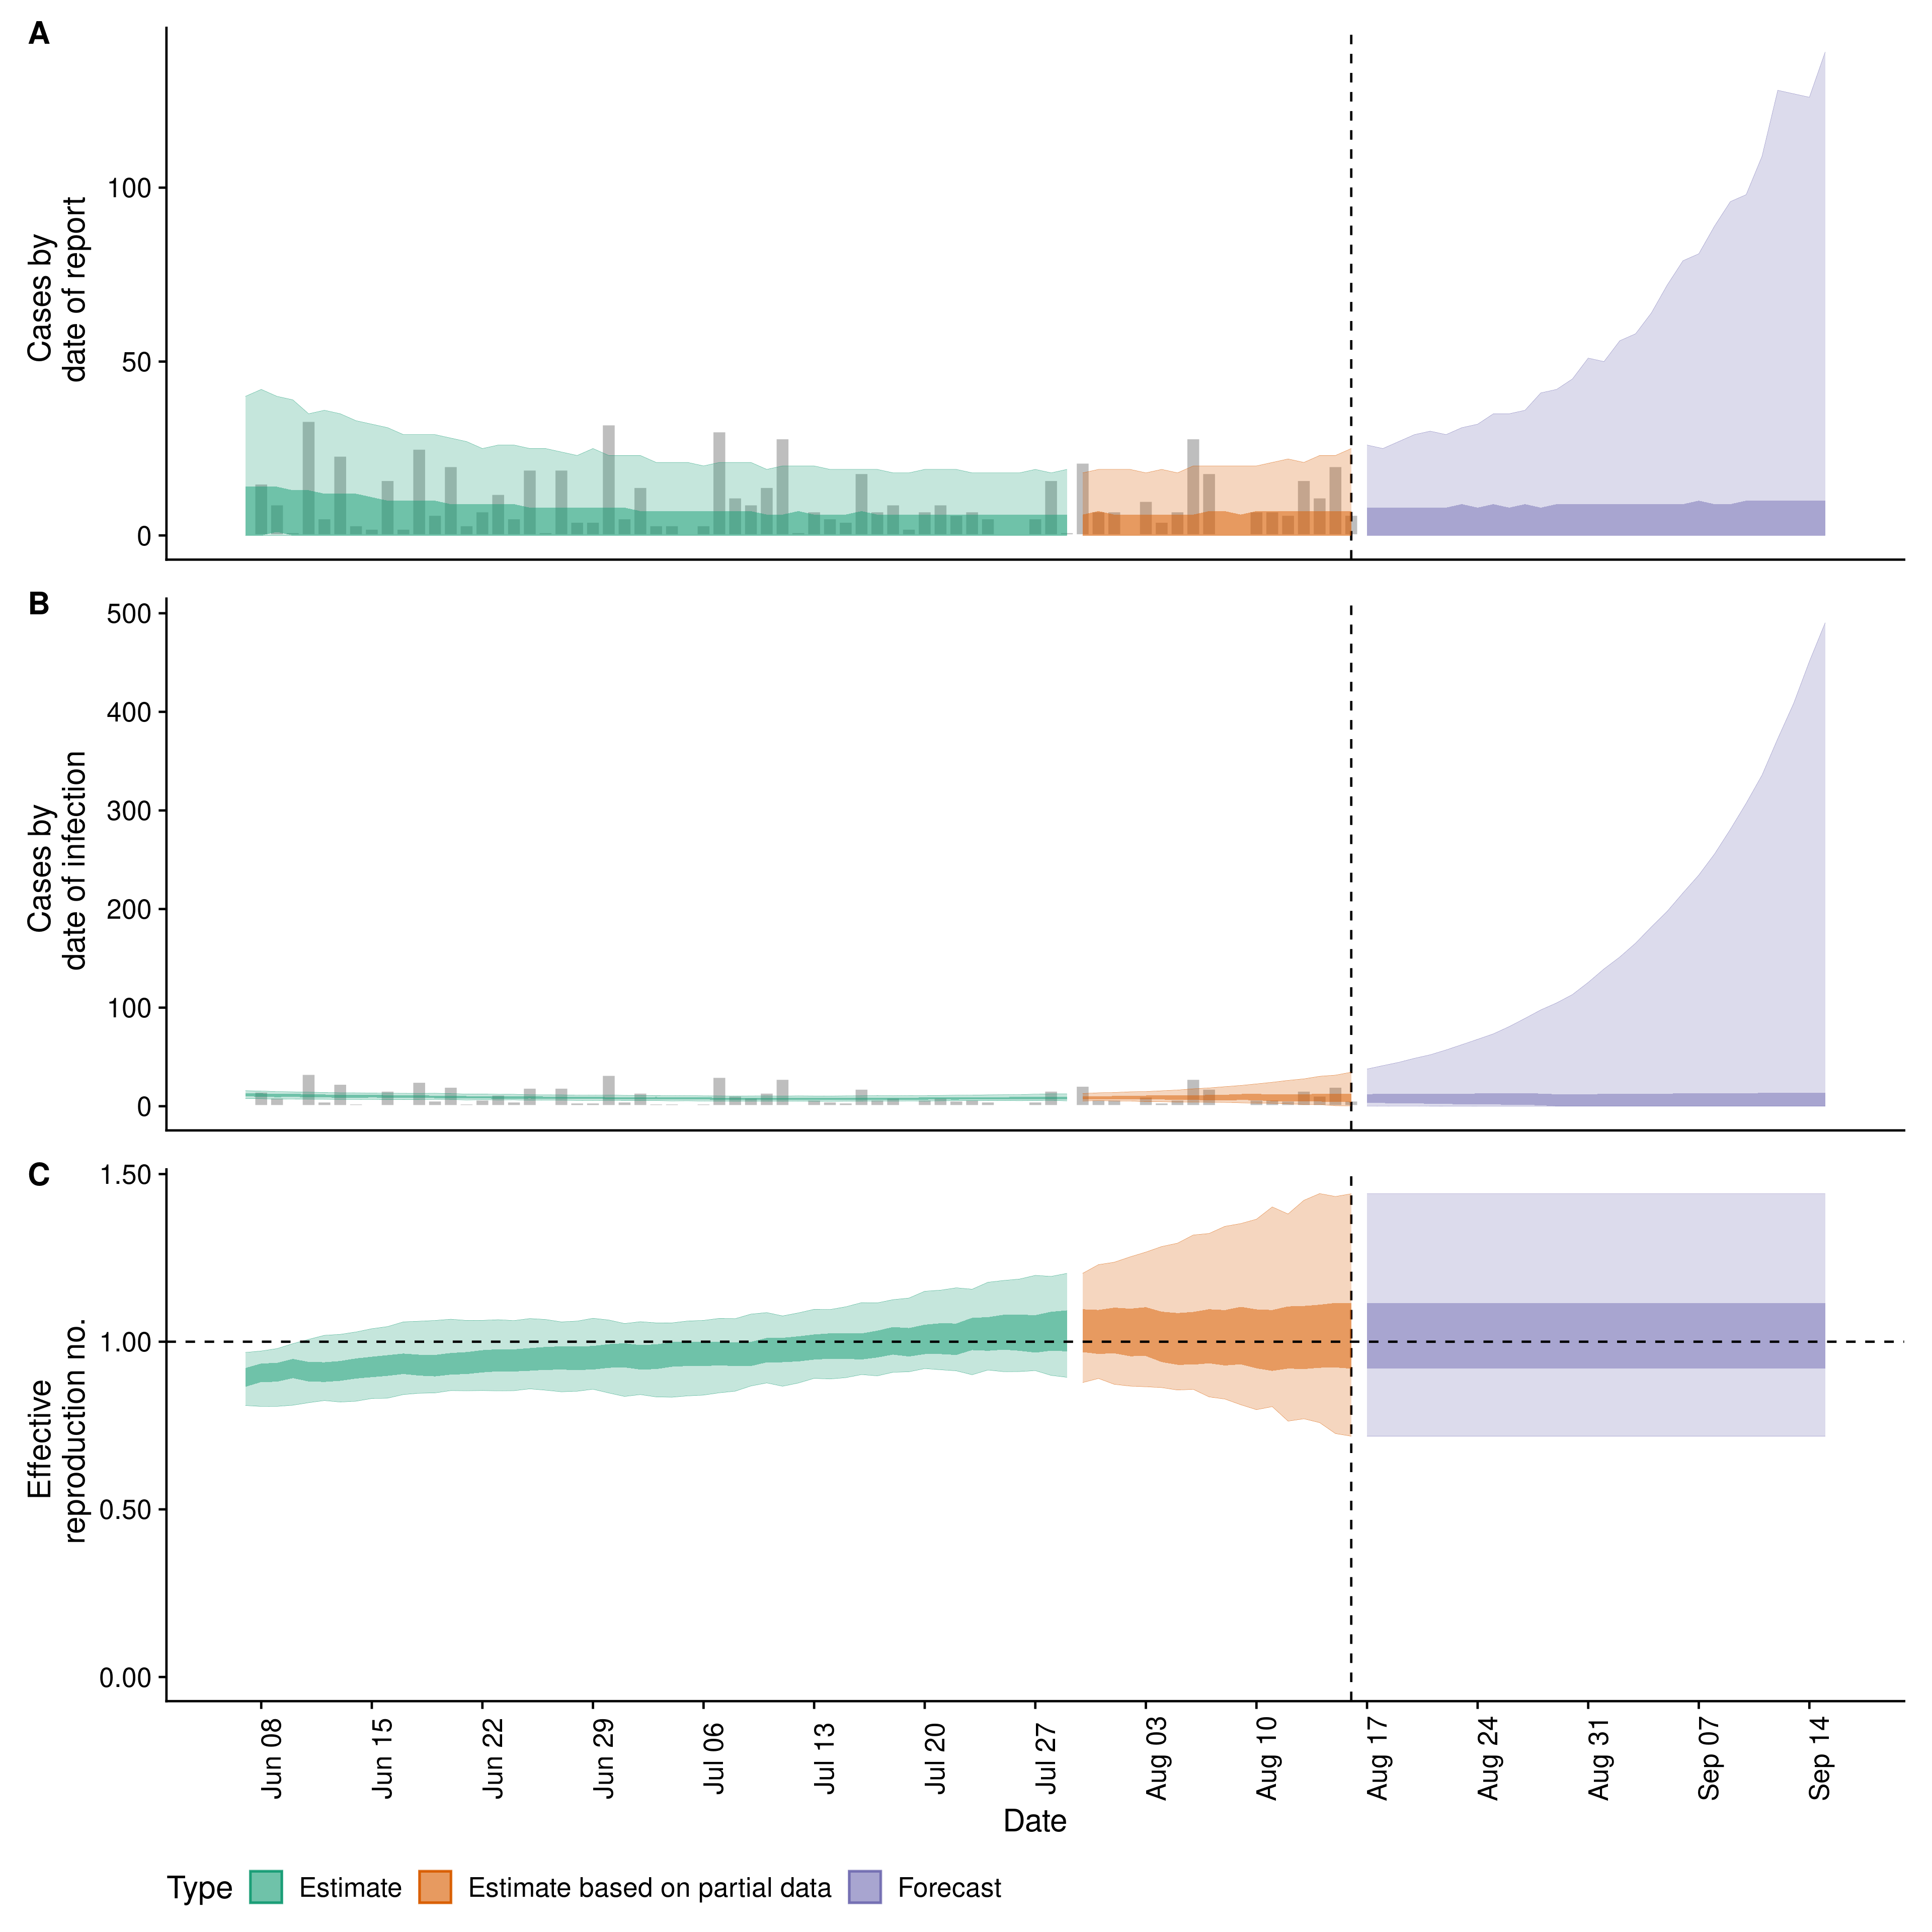 A
Cases by
date of report
100
50
0
B
Cases by
date of infection
500
400
300
200
100
0
C
Effective
reproduction no.
1.50
1.00
0.50
0.00
Jun 08
Jun 15
Jun 22
Jun 29
Jul 06
Jul 13
Jul 20
Jul 27
Aug 03
Aug 10
Aug 17
Aug 24
Aug 31
Sep 07
Sep 14
Date
Type Estimate Estimate based on partial data Forecast